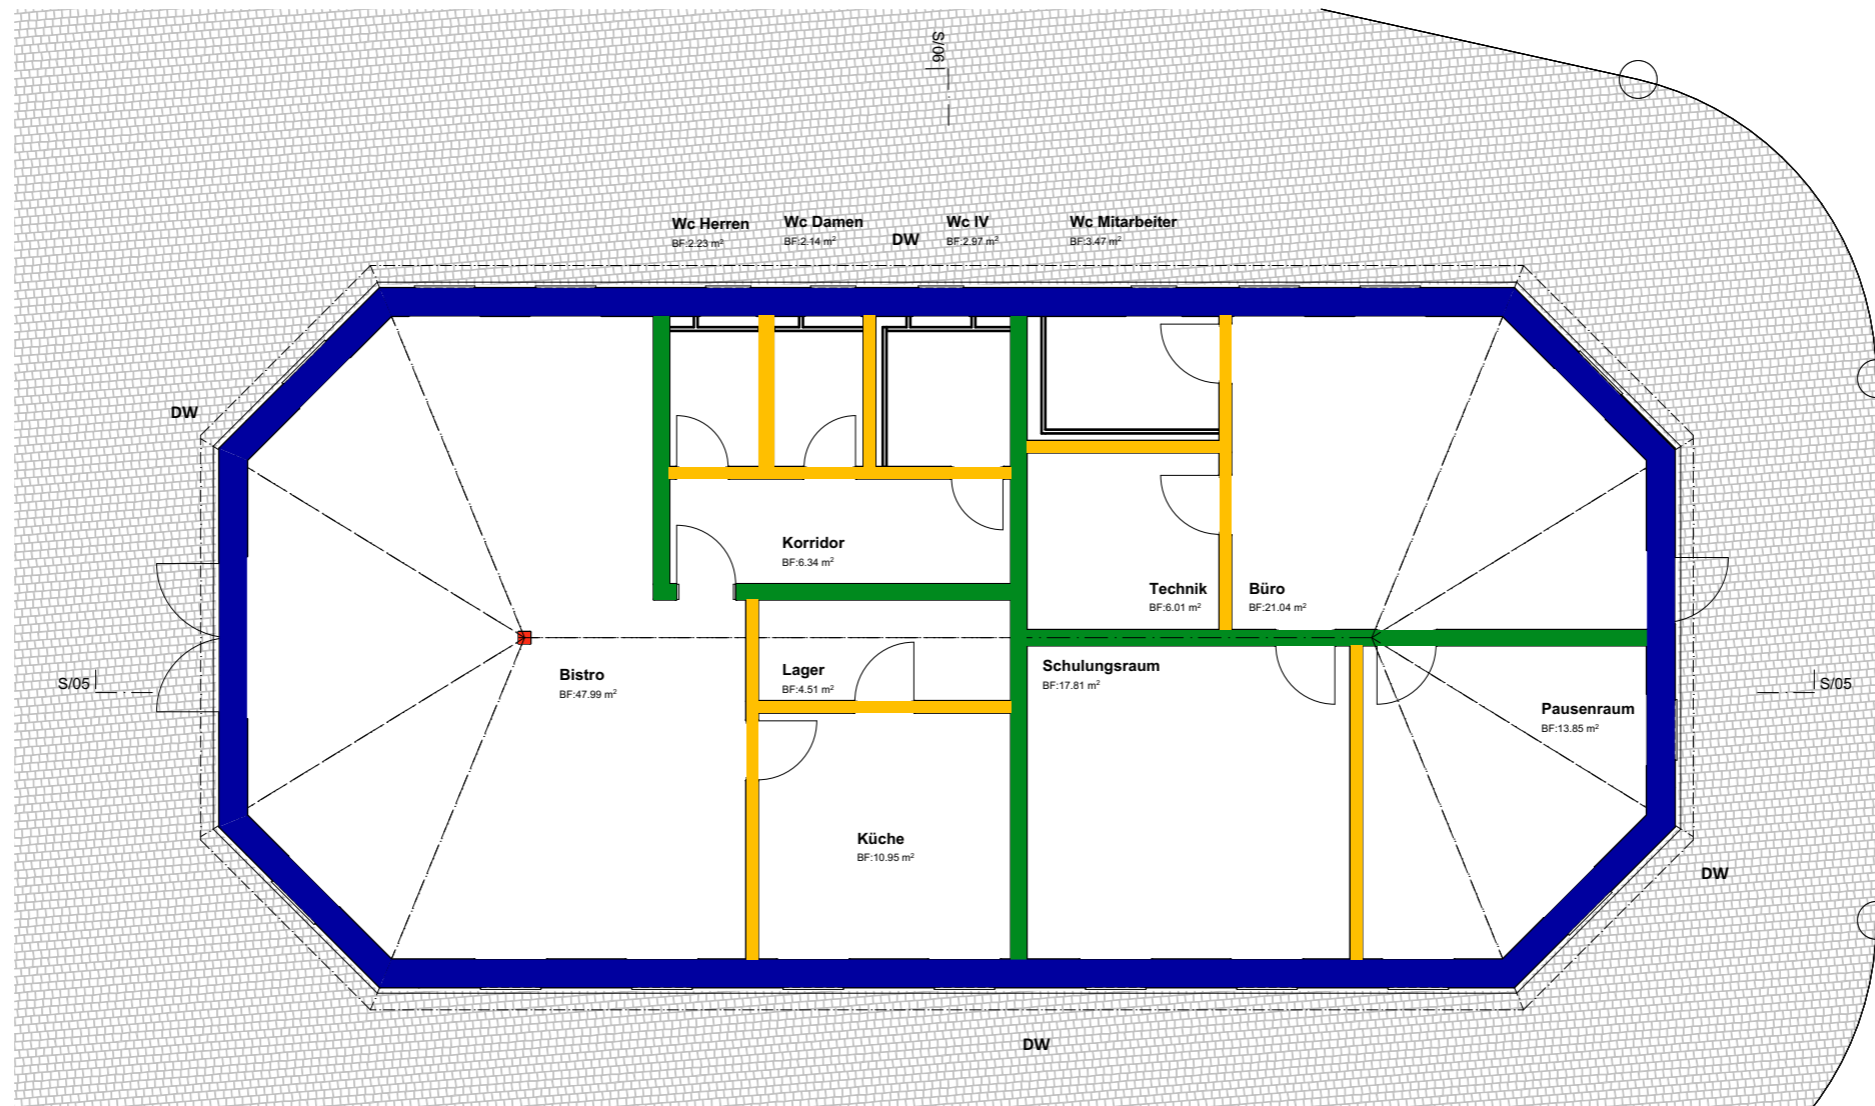 S/06
Wc Herren
BF:2.23 m²
Wc Damen
BF:2.14 m²
DW
Wc IV
BF:2.97 m²
Wc Mitarbeiter
BF:3.47 m²
DW
Korridor
BF:6.34 m²
Technik
BF:6.01 m²
Büro
BF:21.04 m²
S/05
Bistro
BF:47.99 m²
Lager
BF:4.51 m²
Schulungsraum
BF:17.81 m²
S/05
Pausenraum
BF:13.85 m²
Küche
BF:10.95 m²
DW
DW